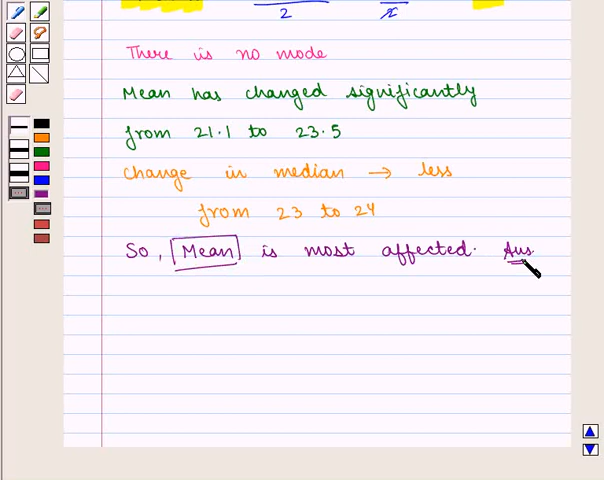 2
x
There is no mode
Mean has changed significantly
from 21.1 to 23.5
change in median → less
from 23 to 24
So, Mean is most affected. Ans